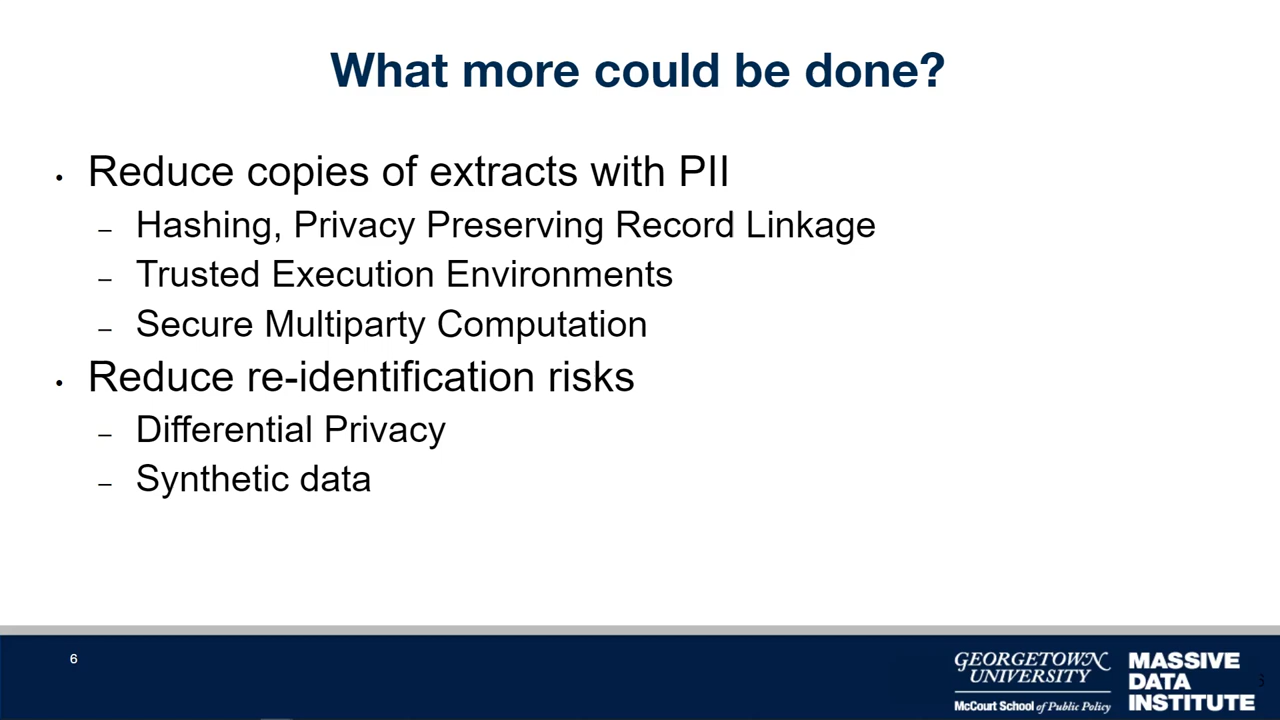 What more could be done?
• Reduce copies of extracts with PII
– Hashing, Privacy Preserving Record Linkage
– Trusted Execution Environments
– Secure Multiparty Computation
• Reduce re-identification risks
– Differential Privacy
– Synthetic data
6
GEORGETOWN
UNIVERSITY
McCourt School of Public Policy
MASSIVE
DATA
INSTITUTE